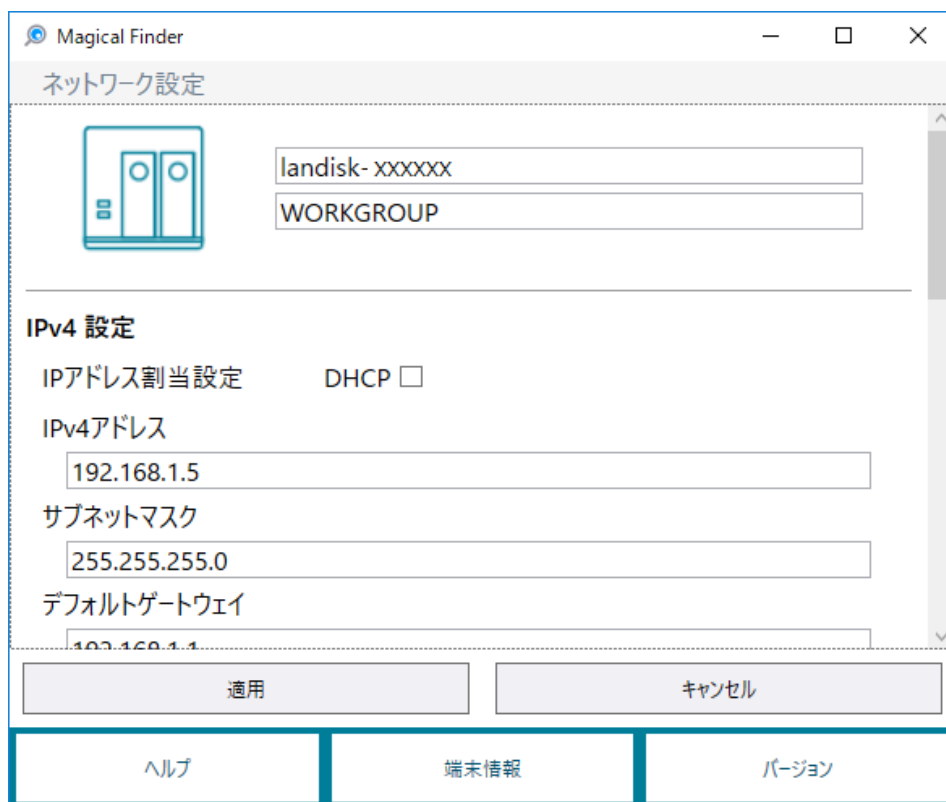 Magical Finder
ネットワーク設定
landisk- xxxxxx
WORKGROUP
IPv4 設定
IPアドレス割当設定 DHCP
IPv4アドレス
192.168.1.5
サブネットマスク
255.255.255.0
デフォルトゲートウェイ
192.168.1.1
適用 キャンセル
ヘルプ 端末情報 バージョン